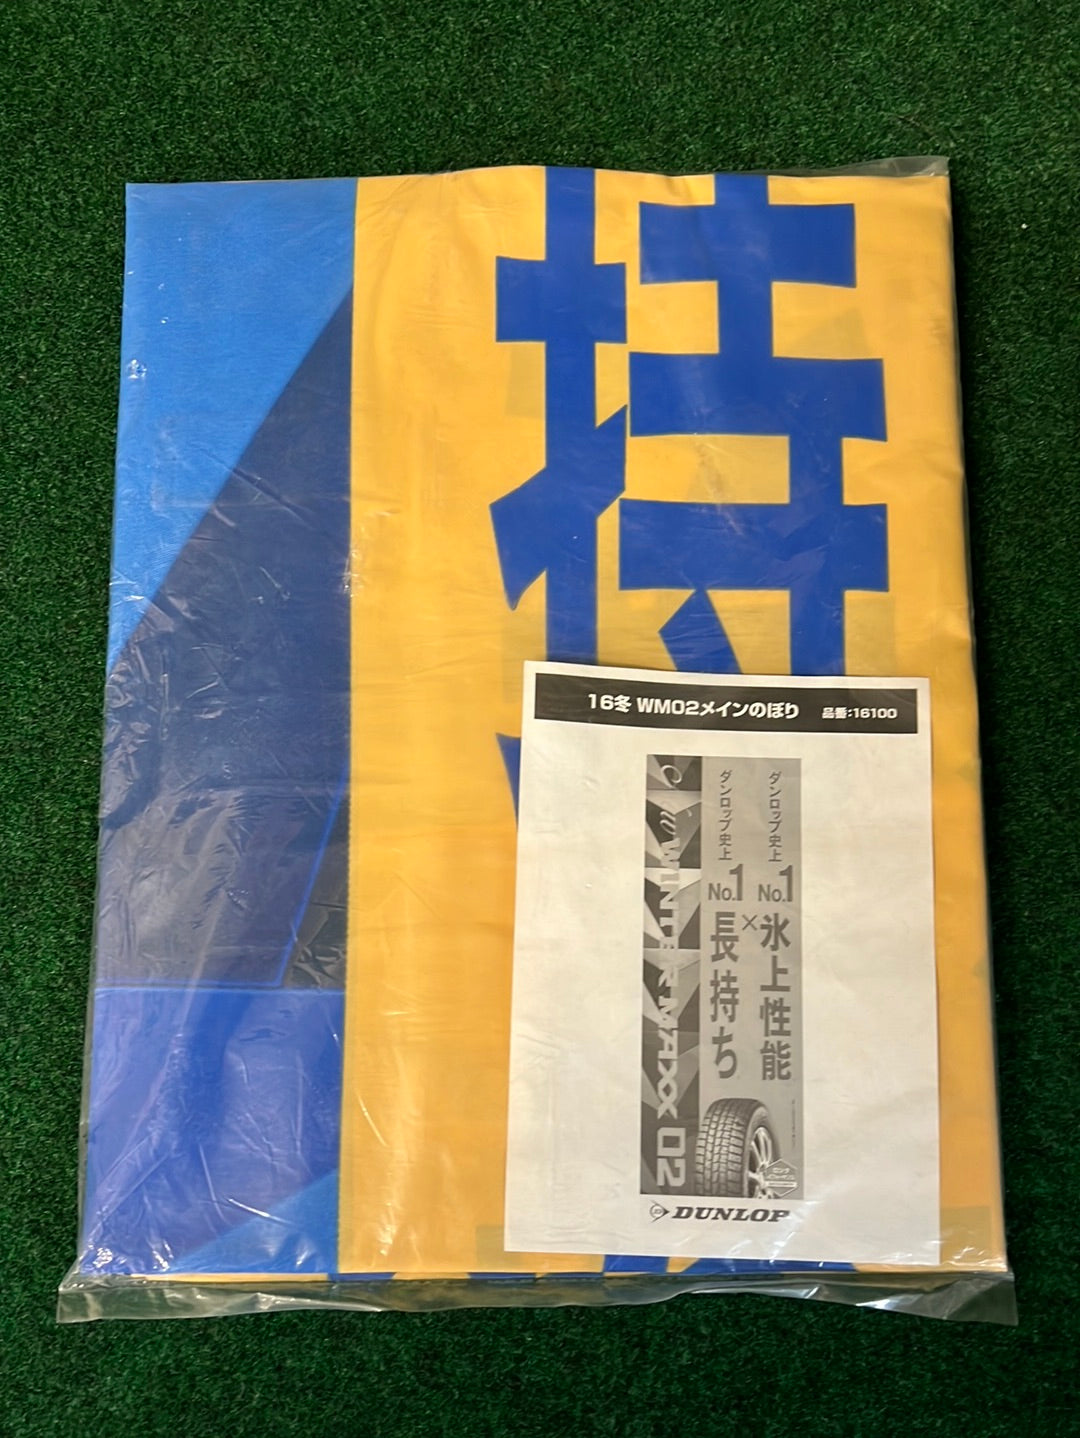 持
16冬 WM02メインのぼり 品番:16100
ダンロップ史上
No.1
氷上性能
×
ダンロップ史上
No.1
長持ち
WINTER MAXX 02
DUNLOP